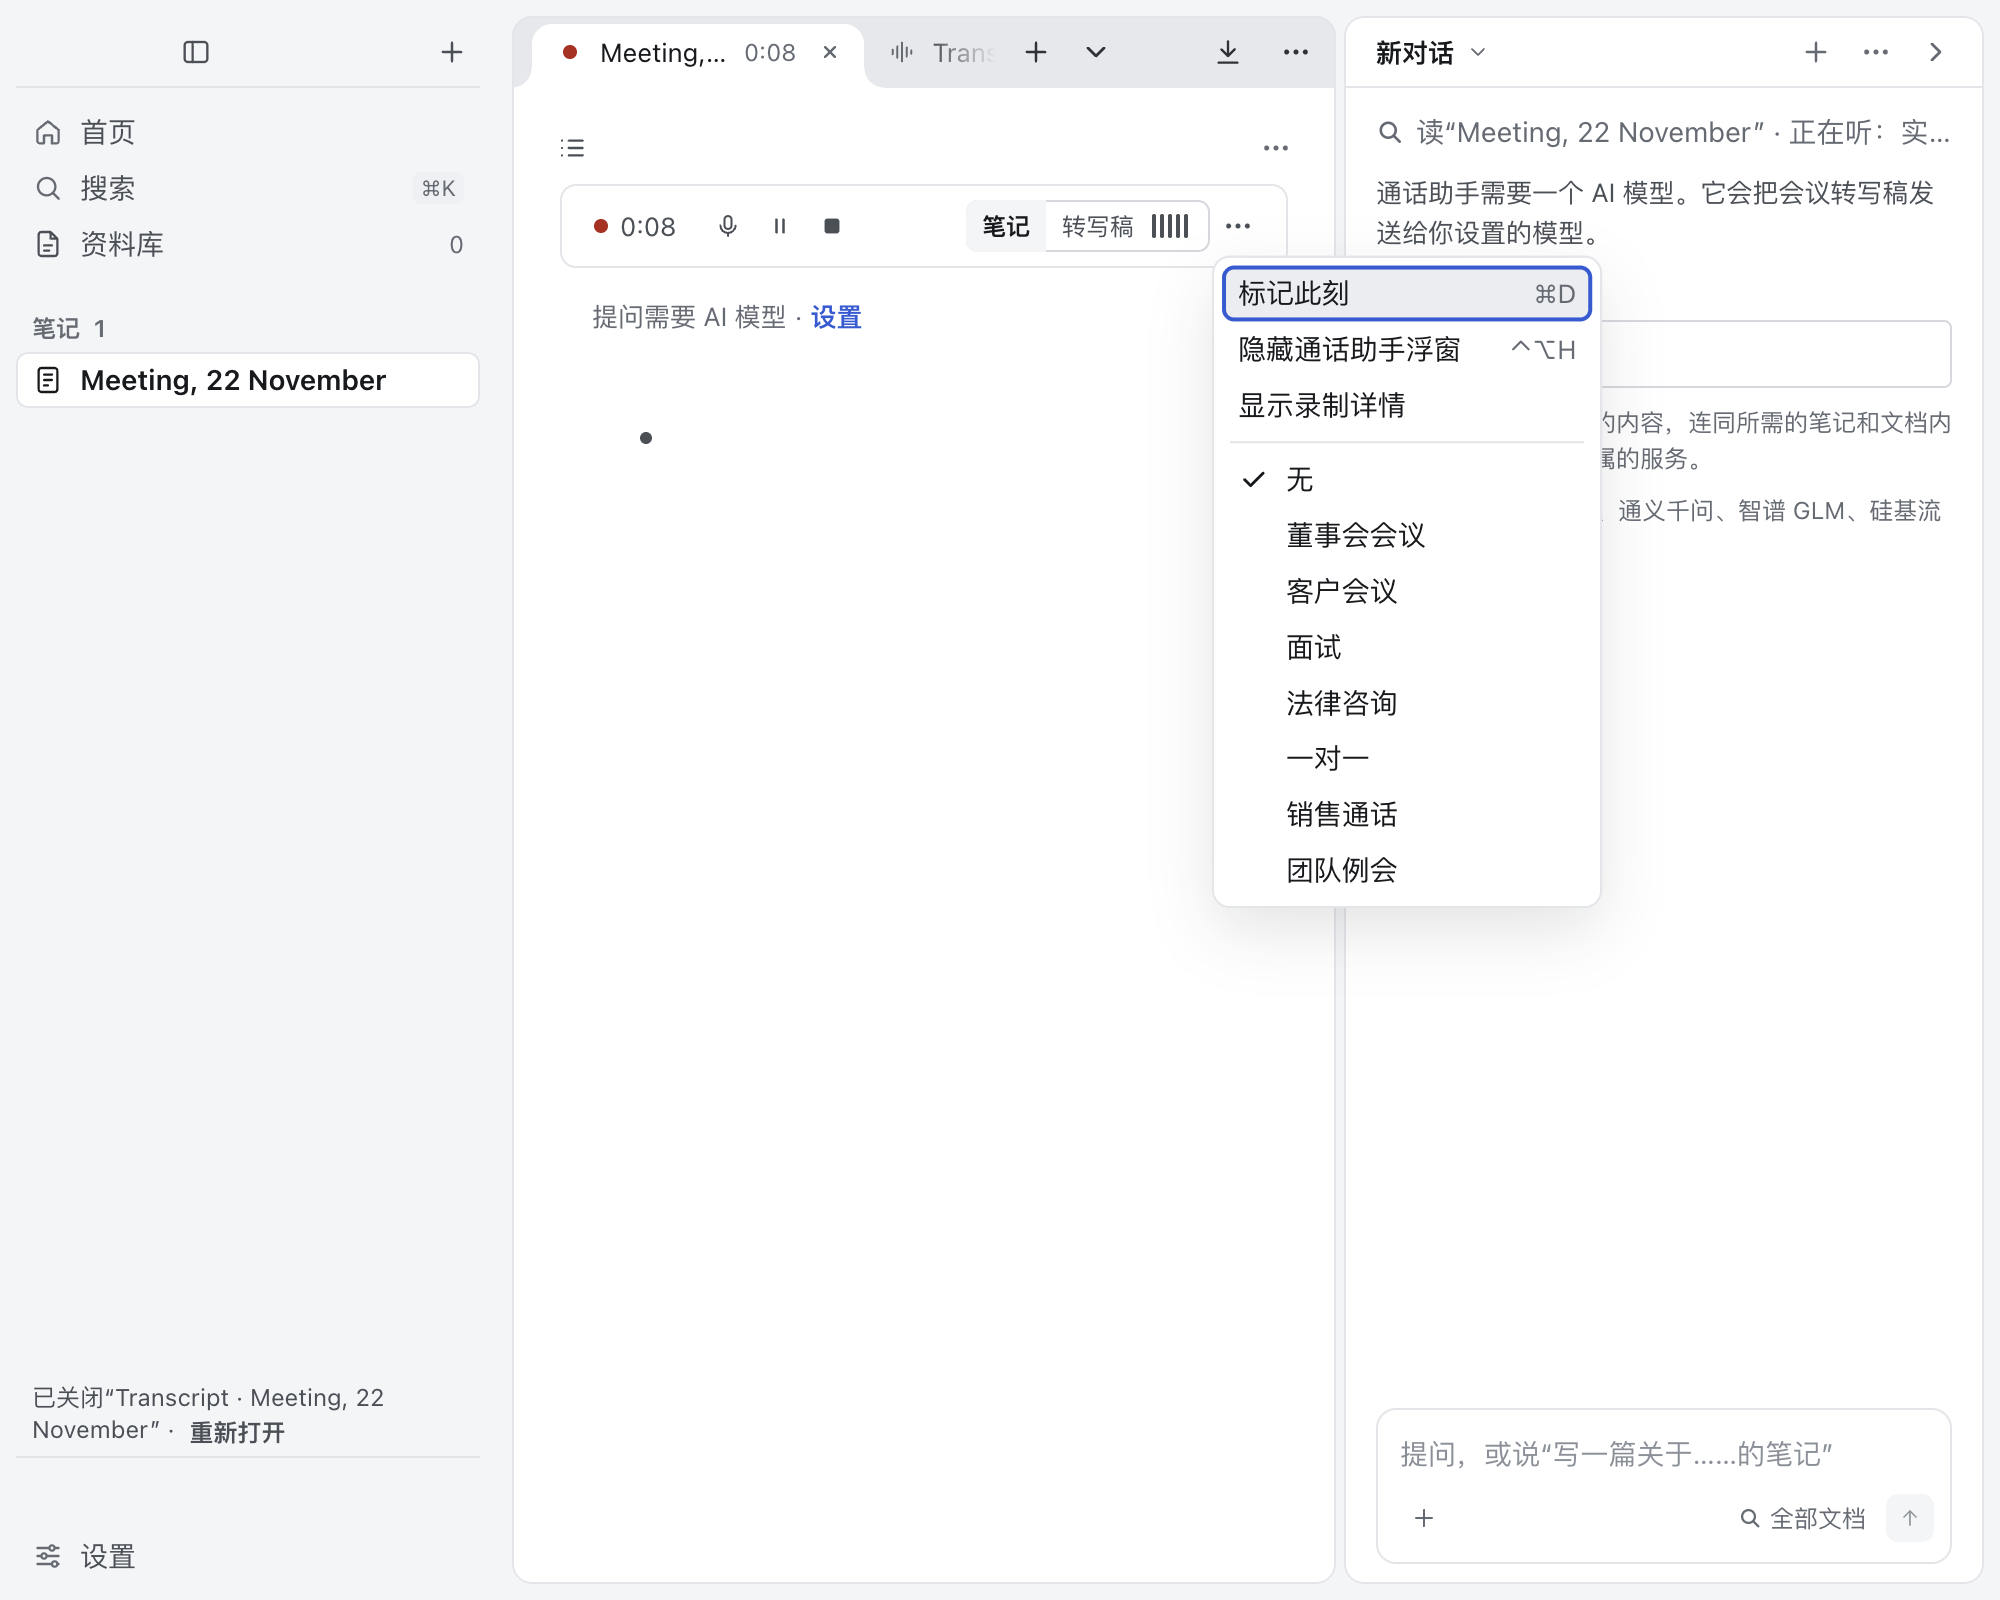 首页
搜索 ⌘K
资料库 0
笔记 1
Meeting, 22 November
已关闭“Transcript · Meeting, 22
November” · 重新打开
设置
Meeting,... 0:08
Trans
0:08
笔记 转写稿
提问需要 AI 模型 · 设置
标记此刻 ⌘D
隐藏通话助手浮窗 ^⌥H
显示录制详情
无
董事会会议
客户会议
面试
法律咨询
一对一
销售通话
团队例会
新对话
读“Meeting, 22 November” · 正在听：实...
通话助手需要一个 AI 模型。它会把会议转写稿发
送给你设置的模型。
内容，连同所需的笔记和文档内
的服务。
通义千问、智谱 GLM、硅基流
提问，或说“写一篇关于……的笔记”
全部文档